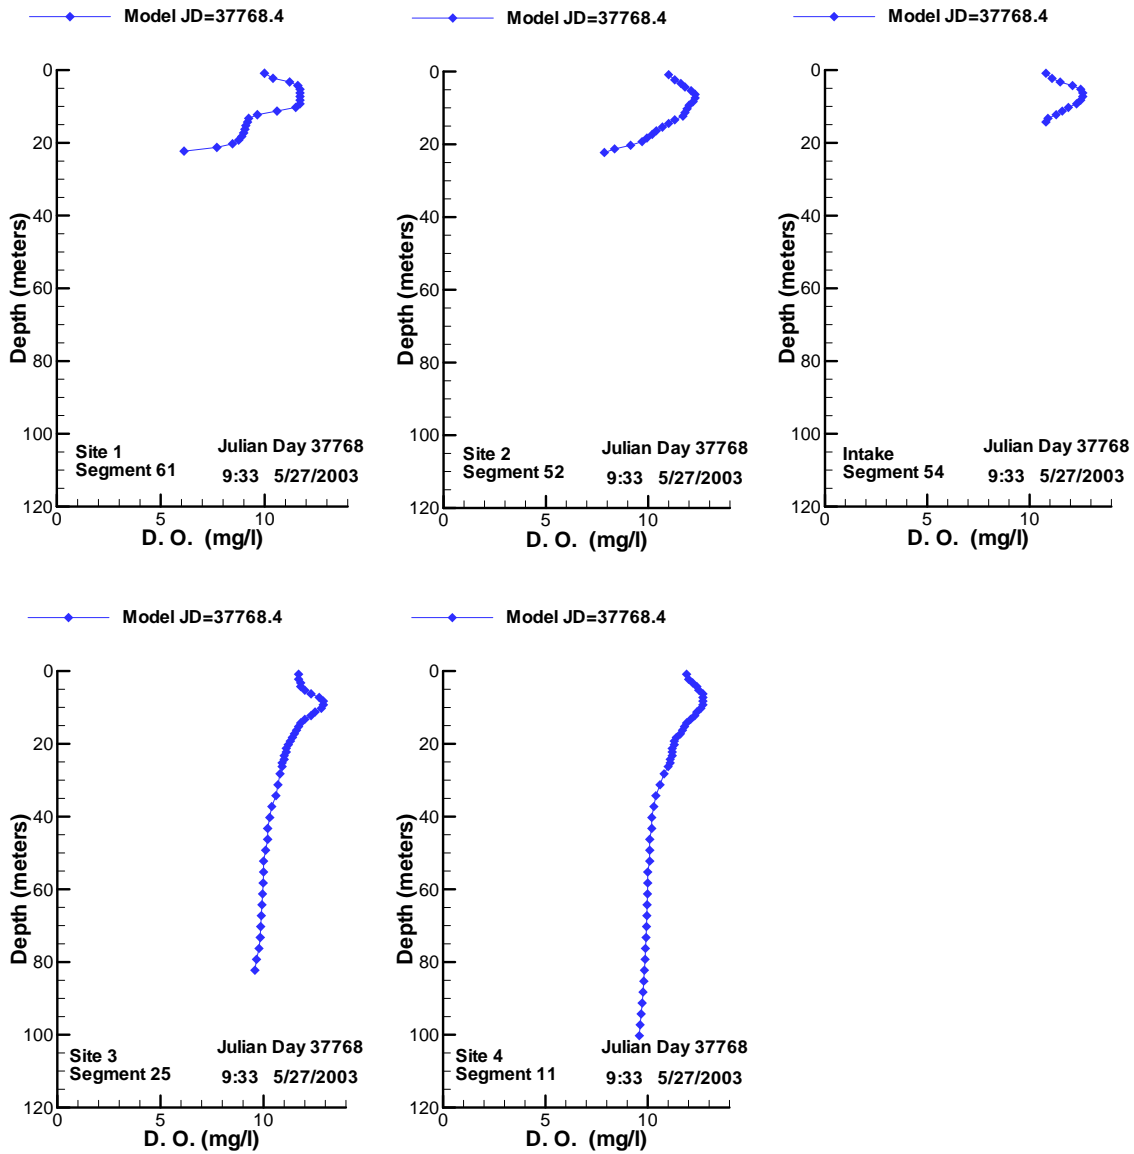 Model JD=37768.4
0
20
40
60
80
100
120
Depth (meters)
Site 1
Segment 61
Julian Day 37768
9:33 5/27/2003
0 5 10
D. O. (mg/l)
Model JD=37768.4
0
20
40
60
80
100
120
Depth (meters)
Site 2
Segment 52
Julian Day 37768
9:33 5/27/2003
0 5 10
D. O. (mg/l)
Model JD=37768.4
0
20
40
60
80
100
120
Depth (meters)
Intake
Segment 54
Julian Day 37768
9:33 5/27/2003
0 5 10
D. O. (mg/l)
Model JD=37768.4
0
20
40
60
80
100
120
Depth (meters)
Site 3
Segment 25
Julian Day 37768
9:33 5/27/2003
0 5 10
D. O. (mg/l)
Model JD=37768.4
0
20
40
60
80
100
120
Depth (meters)
Site 4
Segment 11
Julian Day 37768
9:33 5/27/2003
0 5 10
D. O. (mg/l)